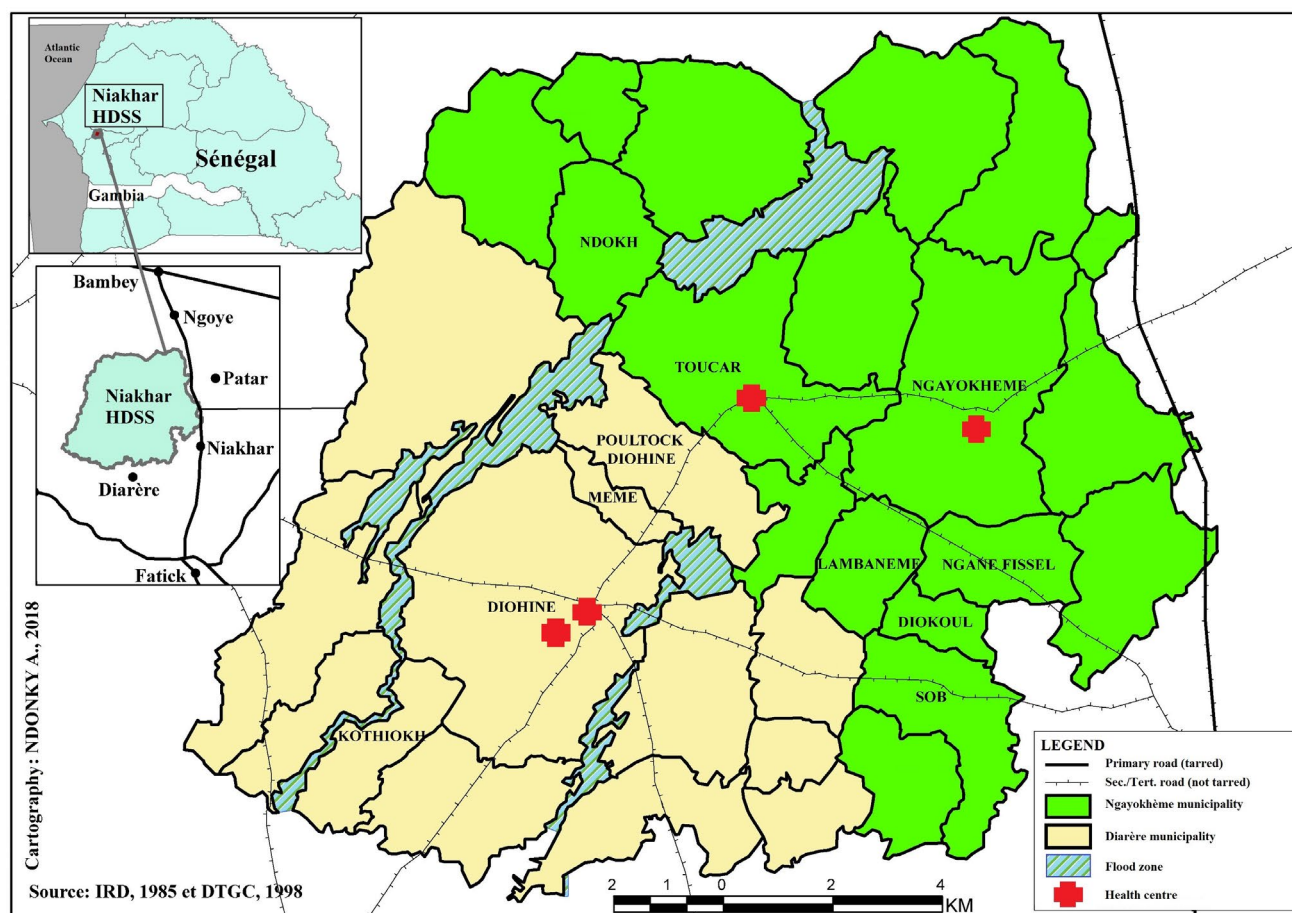 Atlantic
Ocean
Niakhar
HDSS
Sénégal
Gambia
Bambey
Ngoye
Patar
Niakhar
HDSS
Niakhar
Diarère
Fatick
NDOKH
TOUCAR
NGAYOKHEME
POULTOCK
DIOHINE
MEME
LAMBANEME
NGANE FISSEL
DIOHINE
DIOKOUL
SOB
KOTHIOKH
LEGEND
Primary road (tarred)
Sec./Tert. road (not tarred)
Ngayokhème municipality
Diarère municipality
Flood zone
Health centre
Cartography: NDONKY A., 2018
Source: IRD, 1985 et DTGC, 1998
2 1 0 2 4
KM